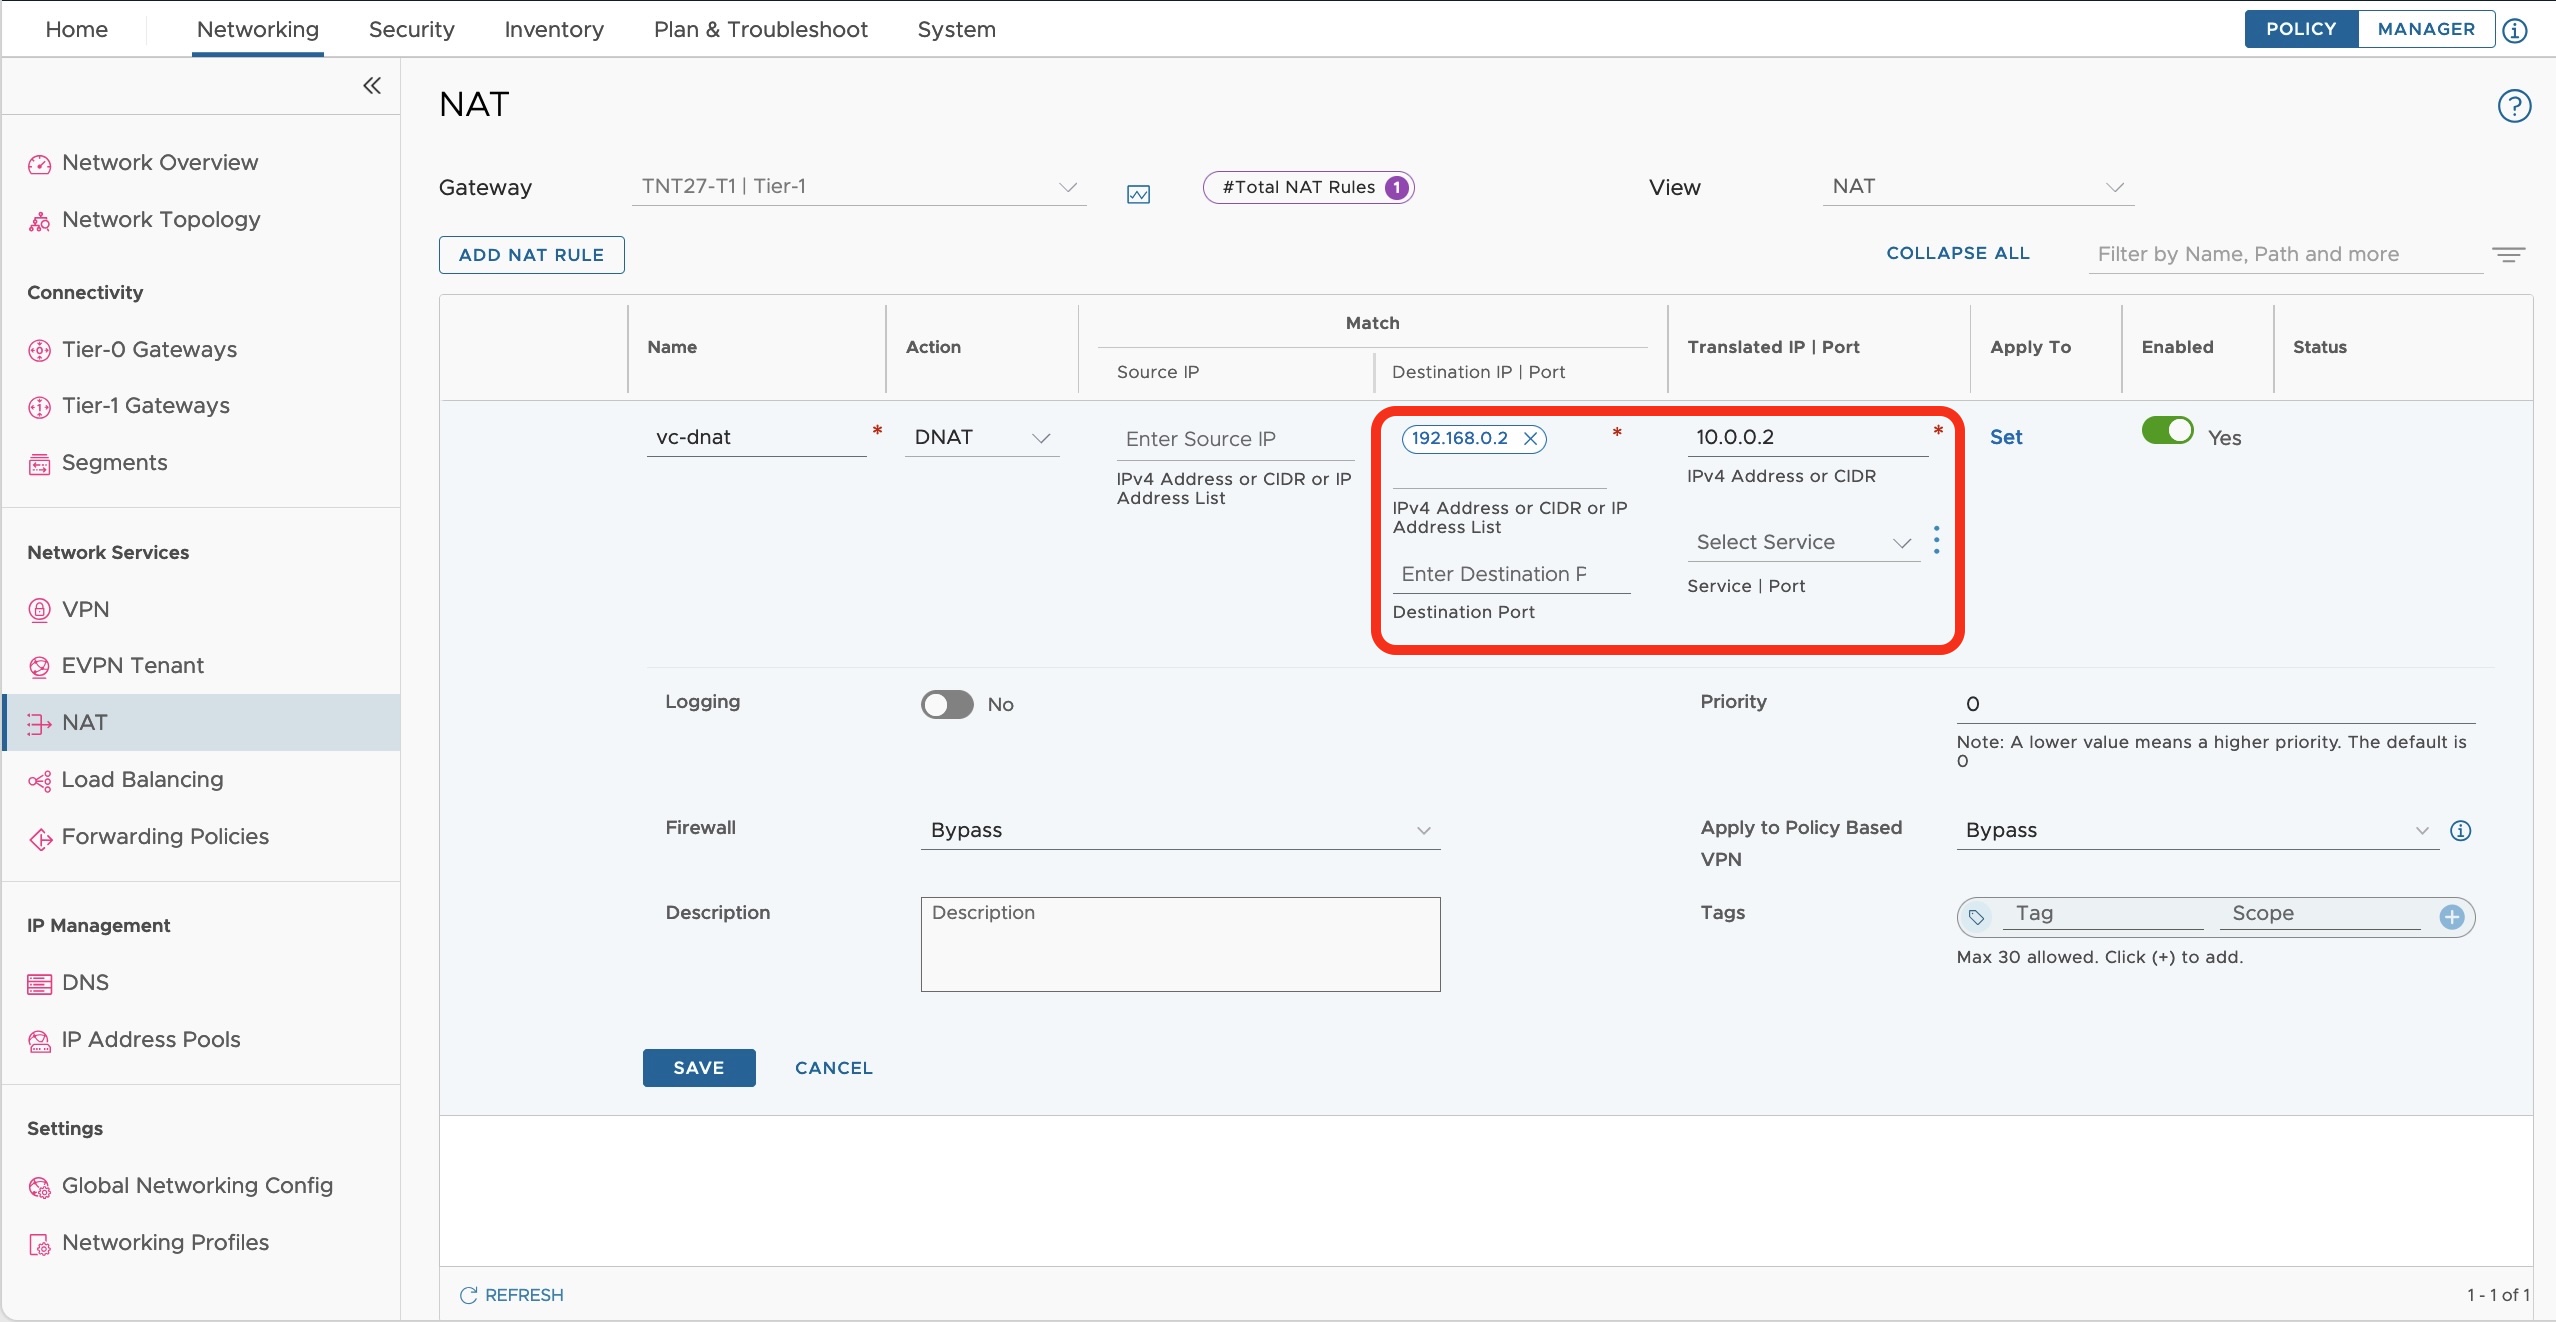 Home
Networking
Security
Inventory
Plan & Troubleshoot
System
POLICY
MANAGER
Network Overview
Network Topology
Connectivity
Tier-0 Gateways
Tier-1 Gateways
Segments
Network Services
VPN
EVPN Tenant
NAT
Load Balancing
Forwarding Policies
IP Management
DNS
IP Address Pools
Settings
Global Networking Config
Networking Profiles
NAT
Gateway
TNT27-T1 | Tier-1
#Total NAT Rules 1
View
NAT
ADD NAT RULE
COLLAPSE ALL
Filter by Name, Path and more
Name
Action
Match
Source IP
Destination IP | Port
Translated IP | Port
Apply To
Enabled
Status
vc-dnat *
DNAT
Enter Source IP
IPv4 Address or CIDR or IP
Address List
192.168.0.2 *
IPv4 Address or CIDR or IP
Address List
Enter Destination P
Destination Port
10.0.0.2 *
IPv4 Address or CIDR
Select Service
Service | Port
Set
Yes
Logging
No
Priority
0
Note: A lower value means a higher priority. The default is
0
Firewall
Bypass
Apply to Policy Based
VPN
Bypass
Description
Description
Tags
Tag
Scope
Max 30 allowed. Click (+) to add.
SAVE
CANCEL
REFRESH
1 - 1 of 1